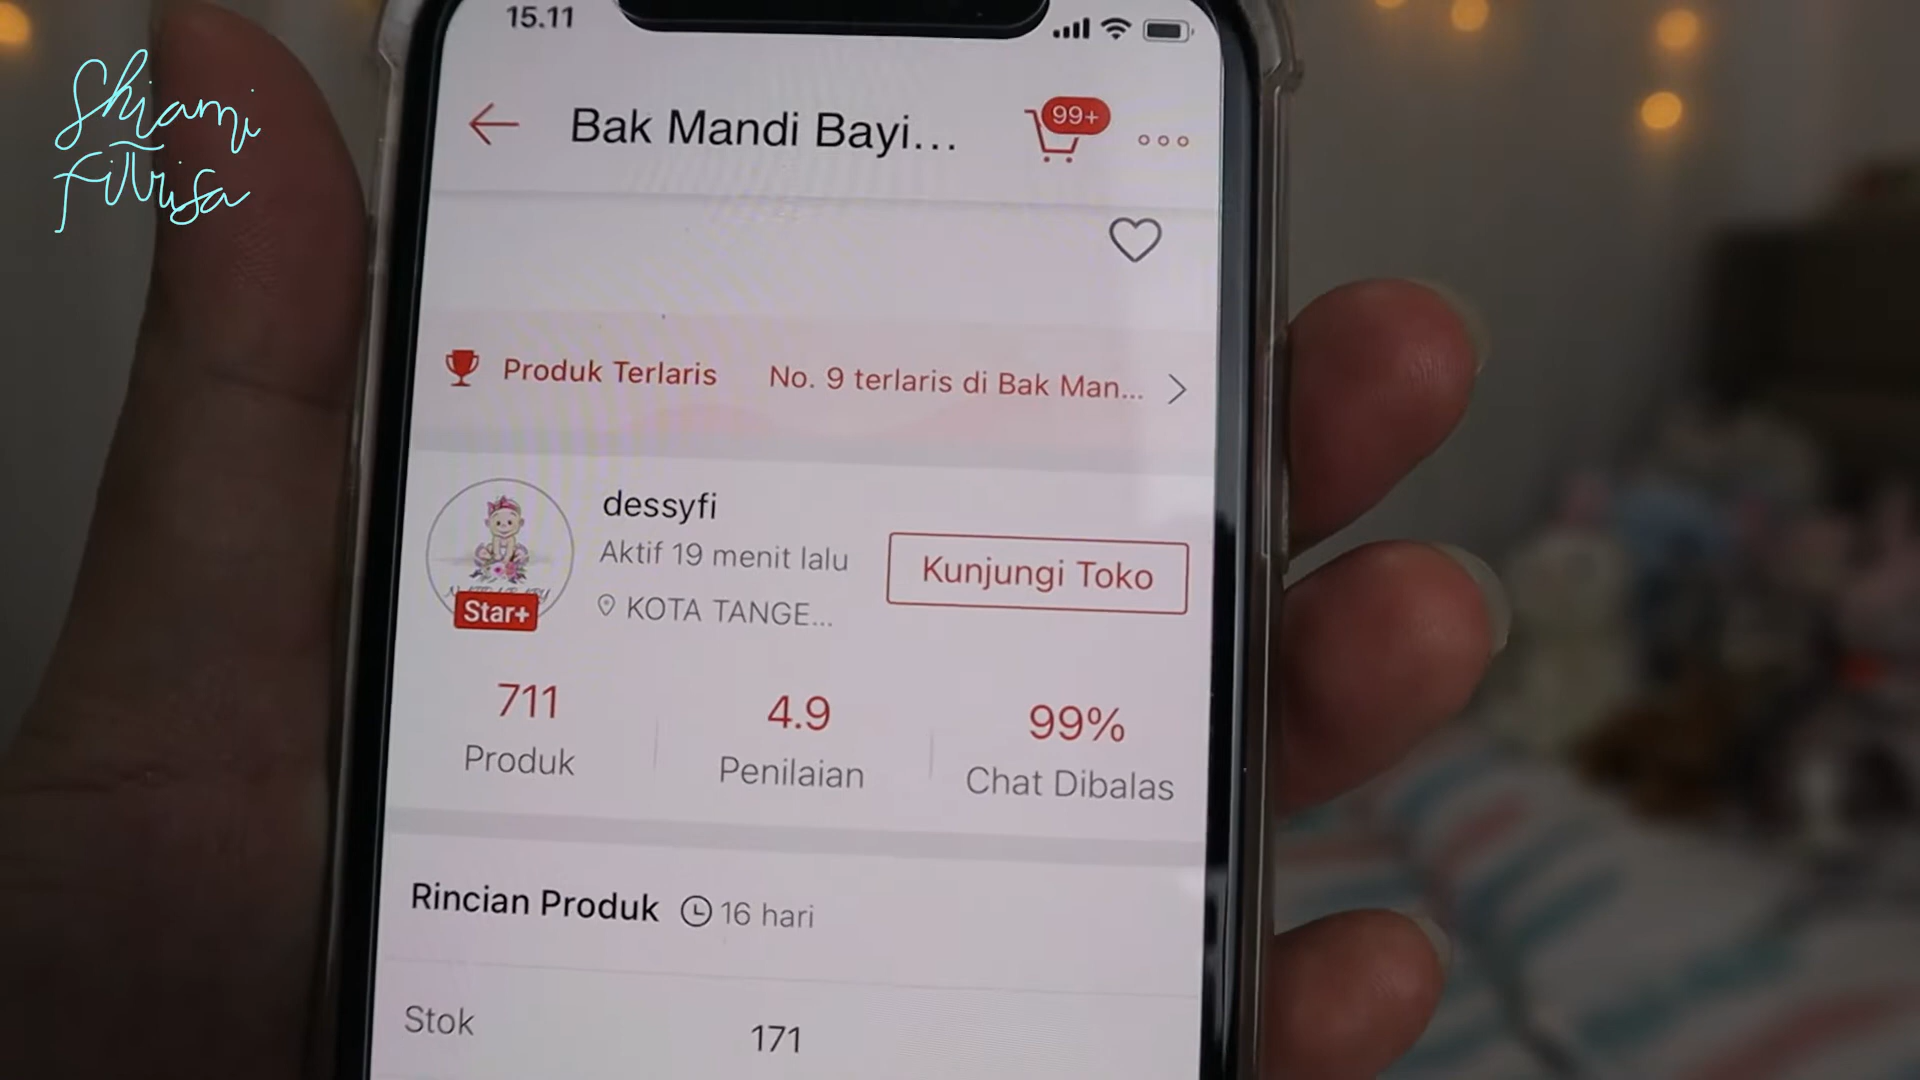 Shiami
Fitrisa
15.11
Bak Mandi Bayi...
99+
Produk Terlaris
No. 9 terlaris di Bak Man...
dessyfi
Aktif 19 menit lalu
Kunjungi Toko
KOTA TANGE...
Star+
711
4.9
99%
Produk
Penilaian
Chat Dibalas
Rincian Produk
16 hari
Stok
171